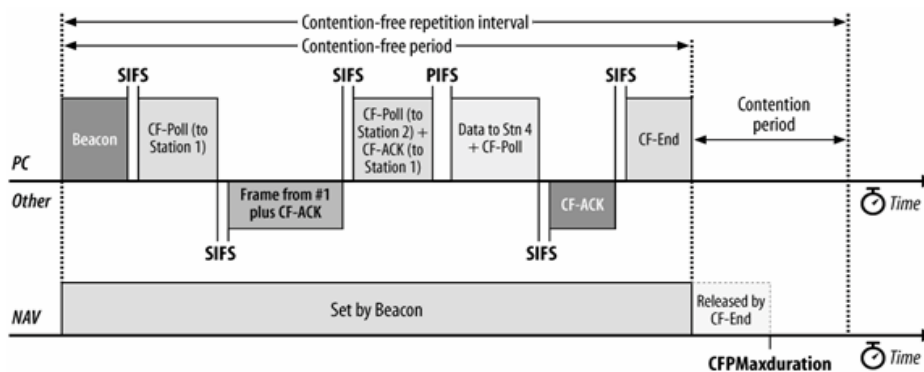 Contention-free repetition interval
Contention-free period
SIFS
SIFS
PIFS
SIFS
Beacon
CF-Poll (to
Station 1)
CF-Poll (to
Station 2) +
CF-ACK (to
Station 1)
Data to Stn 4
+ CF-Poll
CF-End
Contention
period
PC
Other
Frame from #1
plus CF-ACK
CF-ACK
Time
SIFS
SIFS
Set by Beacon
Released by
CF-End
NAV
Time
CFPMaxduration